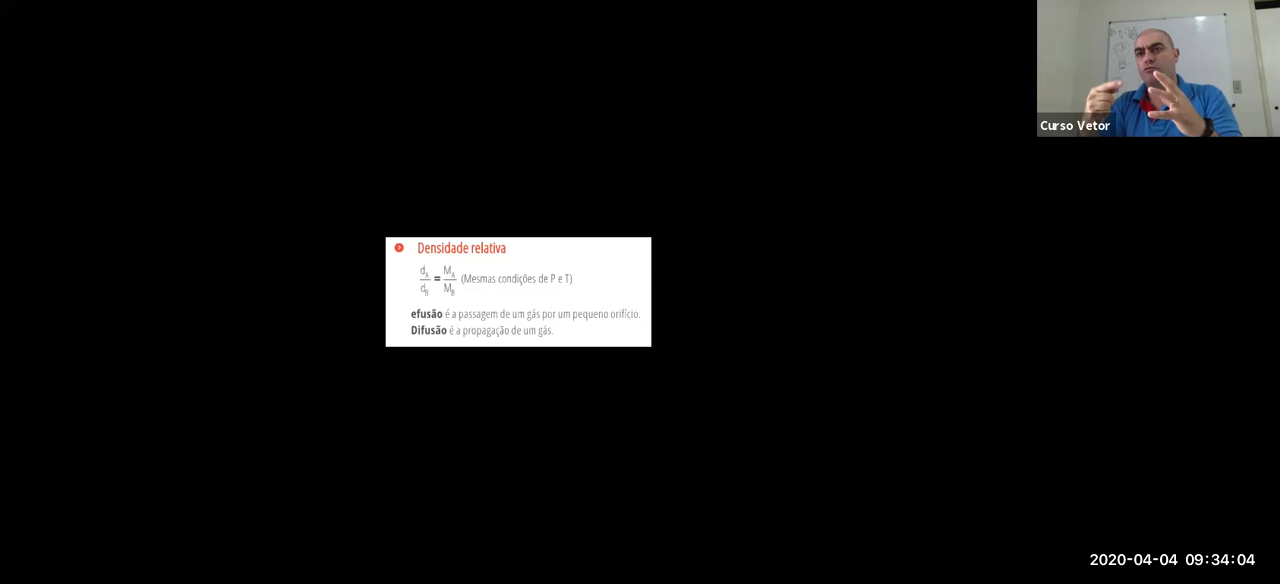 Curso Vetor
Densidade relativa
dA/dB = MA/MB (Mesmas condições de P e T)
efusão é a passagem de um gás por um pequeno orifício.
Difusão é a propagação de um gás.
2020-04-04 09:34:04